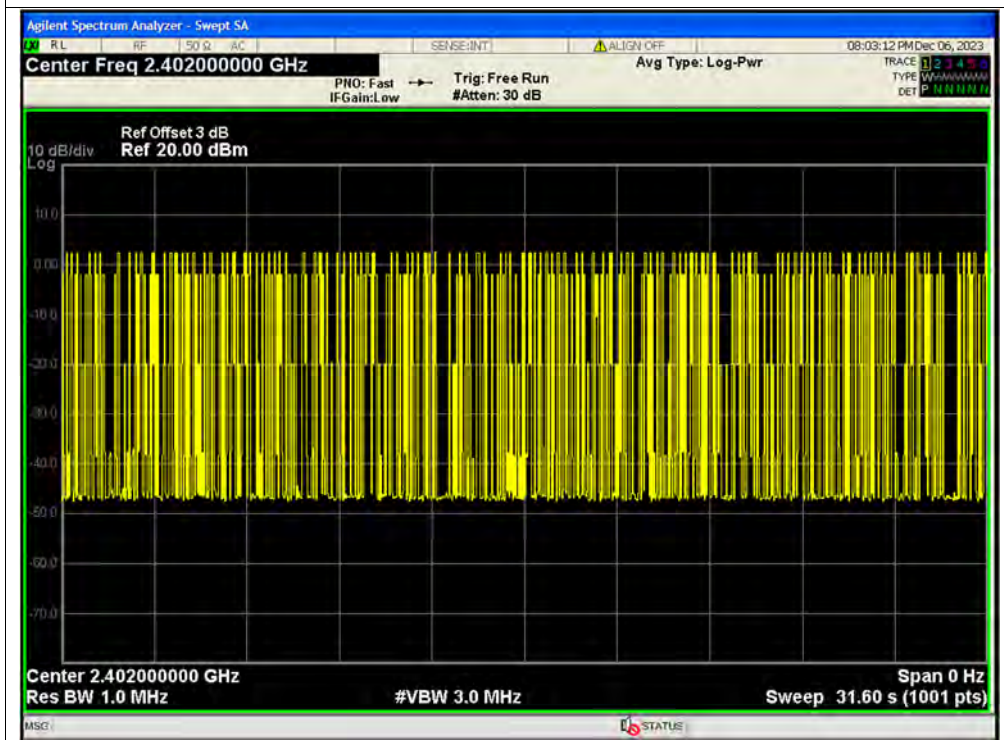 Agilent Spectrum Analyzer - Swept SA
LXI RL RF 50 Ω AC SENSE:INT ALIGN OFF 08:03:12 PM Dec 06, 2023
Center Freq 2.402000000 GHz
PNO: Fast Trig: Free Run
IFGain:Low #Atten: 30 dB
Avg Type: Log-Pwr
TRACE 1 2 3 4 5 6
TYPE W
DET P N N N N N
Ref Offset 3 dB
10 dB/div Ref 20.00 dBm
Log
10.0
0.00
-10.0
-20.0
-30.0
-40.0
-50.0
-60.0
-70.0
Center 2.402000000 GHz Span 0 Hz
Res BW 1.0 MHz #VBW 3.0 MHz Sweep 31.60 s (1001 pts)
MSG STATUS